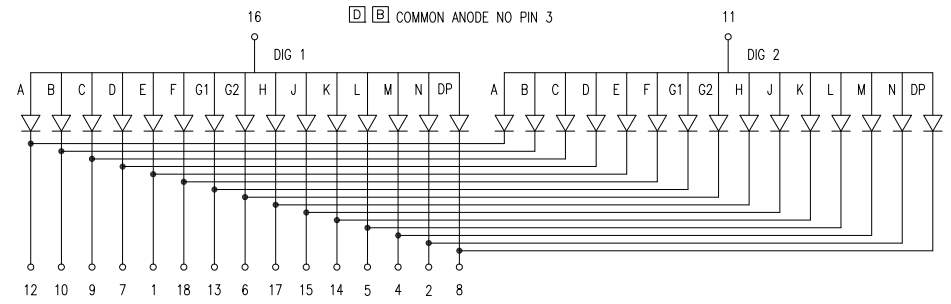 16 D B COMMON ANODE NO PIN 3 11
DIG 1 DIG 2
A B C D E F G1 G2 H J K L M N DP A B C D E F G1 G2 H J K L M N DP
12 10 9 7 1 18 13 6 17 15 14 5 4 2 8